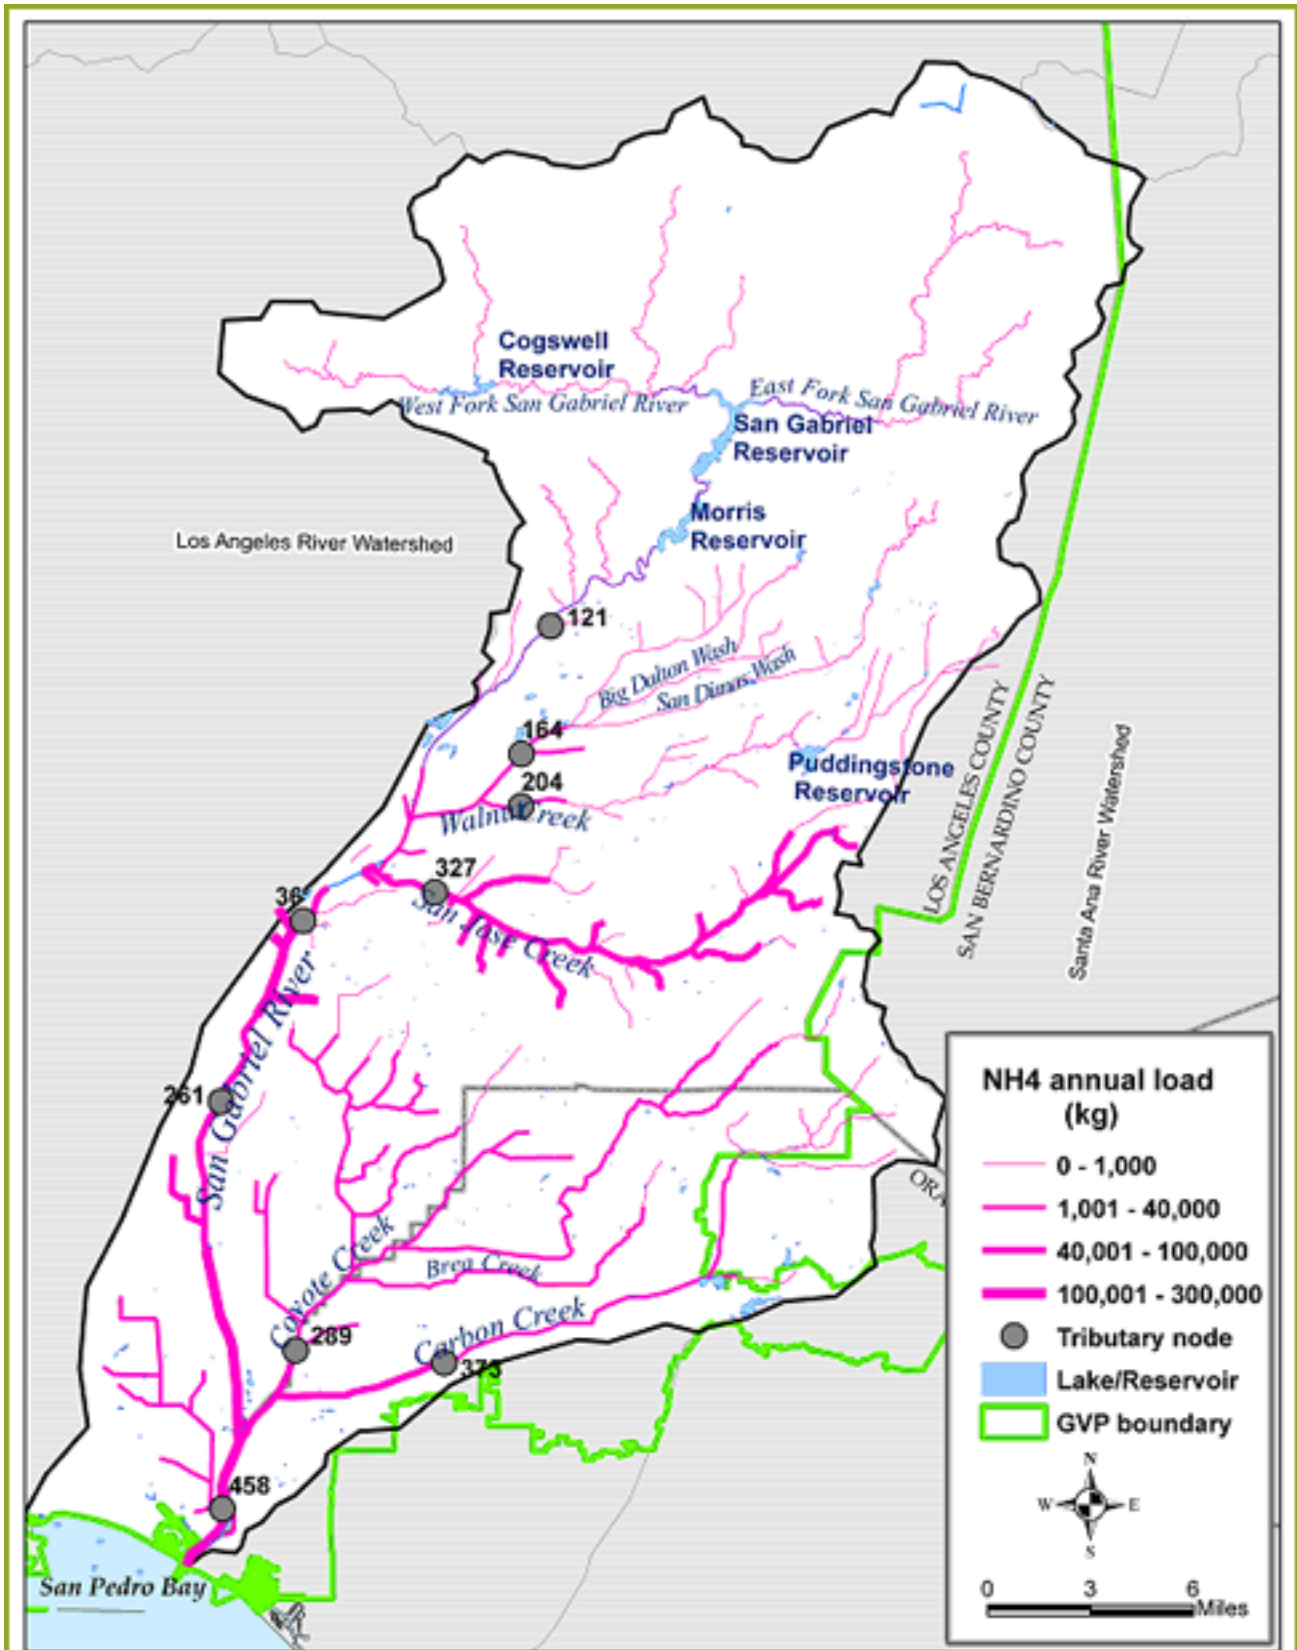 Cogswell
Reservoir
West Fork San Gabriel River
East Fork San Gabriel River
San Gabriel
Reservoir
Morris
Reservoir
Los Angeles River Watershed
121
Big Dalton Wash
San Dimas Wash
164
204
Walnut Creek
Puddingstone
Reservoir
LOS ANGELES COUNTY
SAN BERNARDINO COUNTY
Santa Ana River Watershed
327
36
San Jose Creek
San Gabriel River
261
ORA
Coyote Creek
Brea Creek
Carbon Creek
289
373
458
San Pedro Bay
NH4 annual load
(kg)
0 - 1,000
1,001 - 40,000
40,001 - 100,000
100,001 - 300,000
Tributary node
Lake/Reservoir
GVP boundary
N
W E
S
0 3 6
Miles